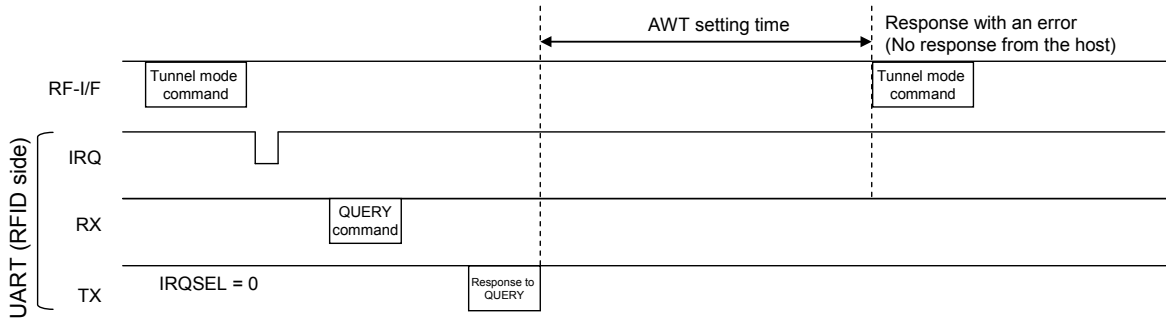 AWT setting time
Response with an error
(No response from the host)
RF-I/F
Tunnel mode
command
Tunnel mode
command
UART (RFID side)
IRQ
RX
QUERY
command
TX
IRQSEL = 0
Response to
QUERY